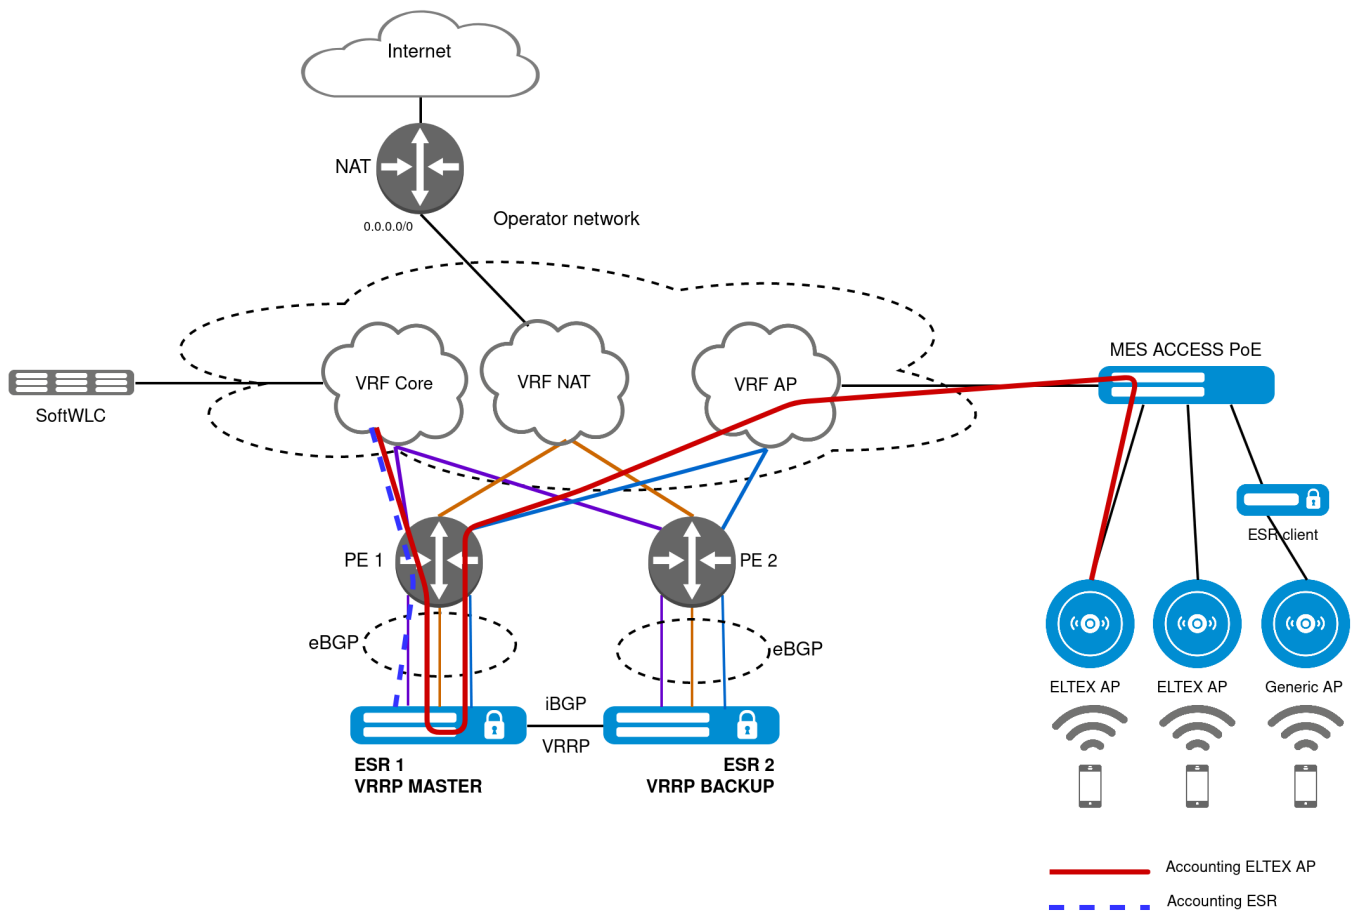 Internet
NAT
0.0.0.0/0
Operator network
MES ACCESS PoE
VRF Core
VRF NAT
VRF AP
SoftWLC
ESR client
PE 1
PE 2
eBGP
eBGP
ELTEX AP
ELTEX AP
Generic AP
iBGP
VRRP
ESR 1
VRRP MASTER
ESR 2
VRRP BACKUP
Accounting ELTEX AP
Accounting ESR